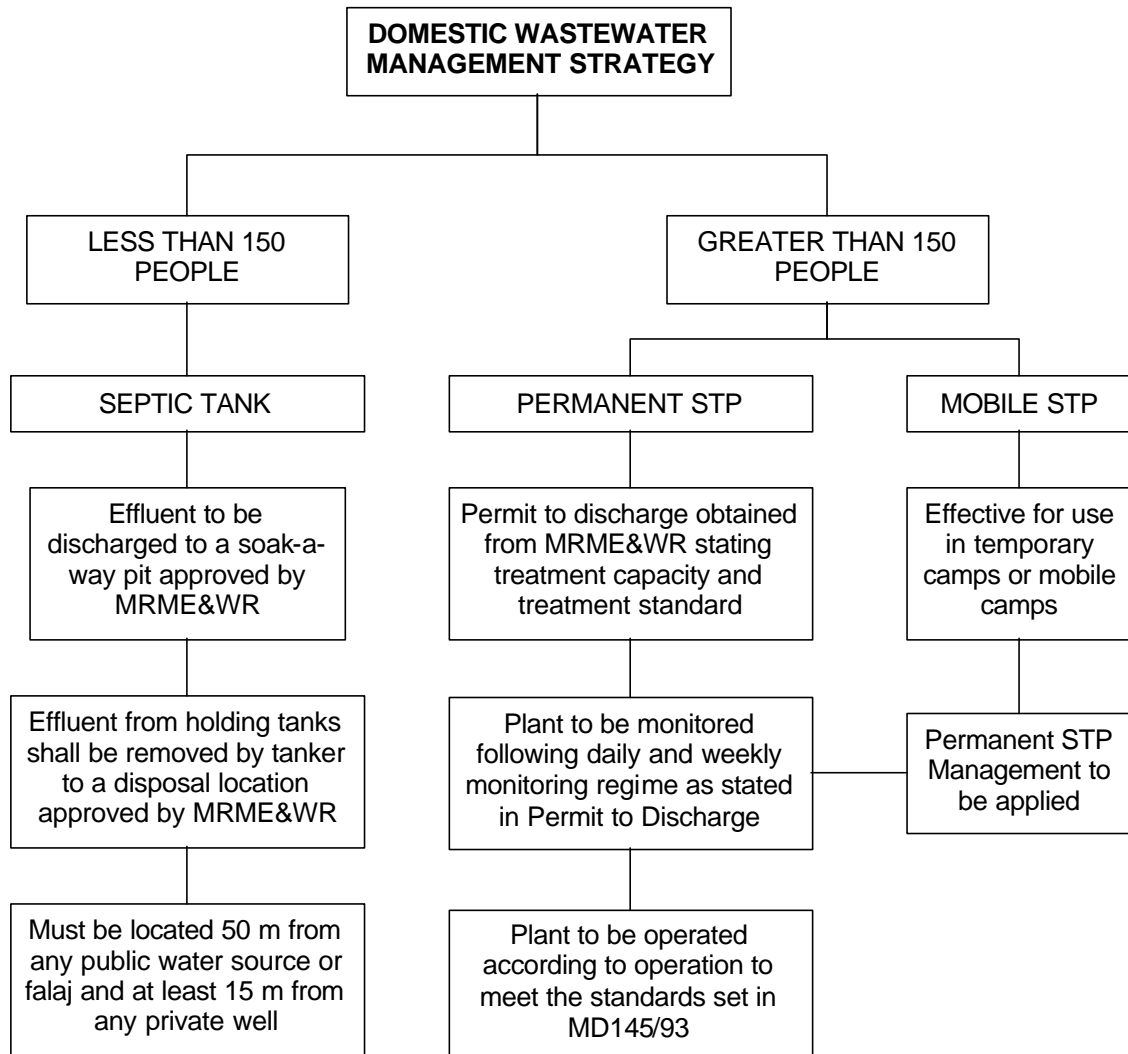 DOMESTIC WASTEWATER
MANAGEMENT STRATEGY
LESS THAN 150
PEOPLE
GREATER THAN 150
PEOPLE
SEPTIC TANK
PERMANENT STP
MOBILE STP
Effluent to be
discharged to a soak-a-
way pit approved by
MRME&WR
Permit to discharge obtained
from MRME&WR stating
treatment capacity and
treatment standard
Effective for use
in temporary
camps or mobile
camps
Effluent from holding tanks
shall be removed by tanker
to a disposal location
approved by MRME&WR
Plant to be monitored
following daily and weekly
monitoring regime as stated
in Permit to Discharge
Permanent STP
Management to
be applied
Must be located 50 m from
any public water source or
falaj and at least 15 m from
any private well
Plant to be operated
according to operation to
meet the standards set in
MD145/93